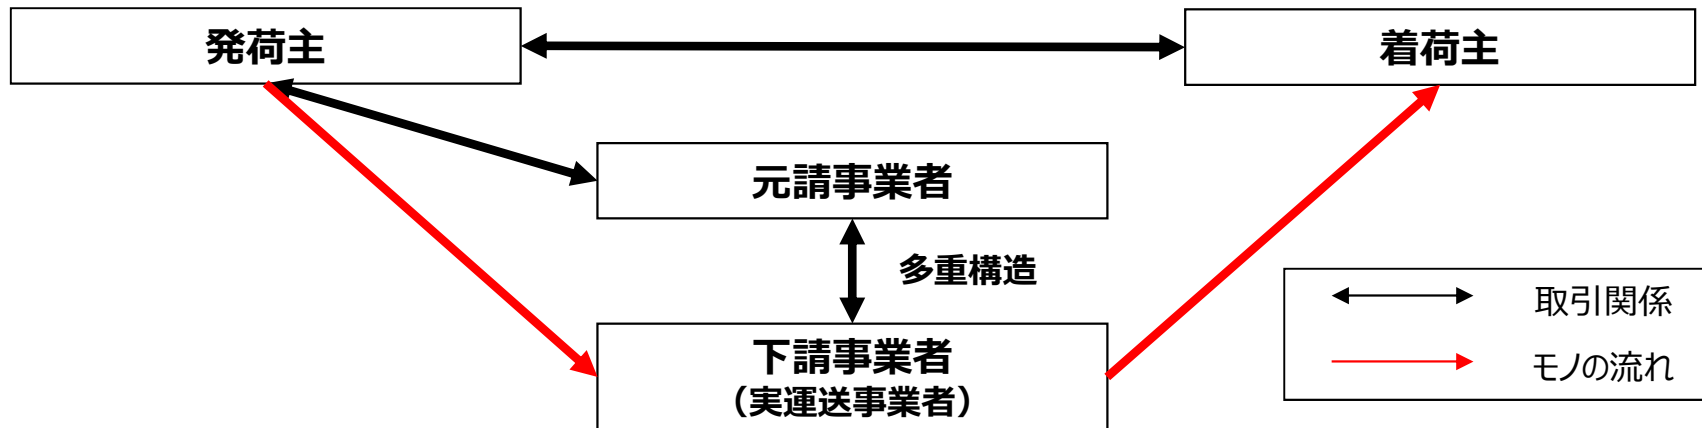 発荷主
着荷主
元請事業者
多重構造
下請事業者
（実運送事業者）
取引関係
モノの流れ